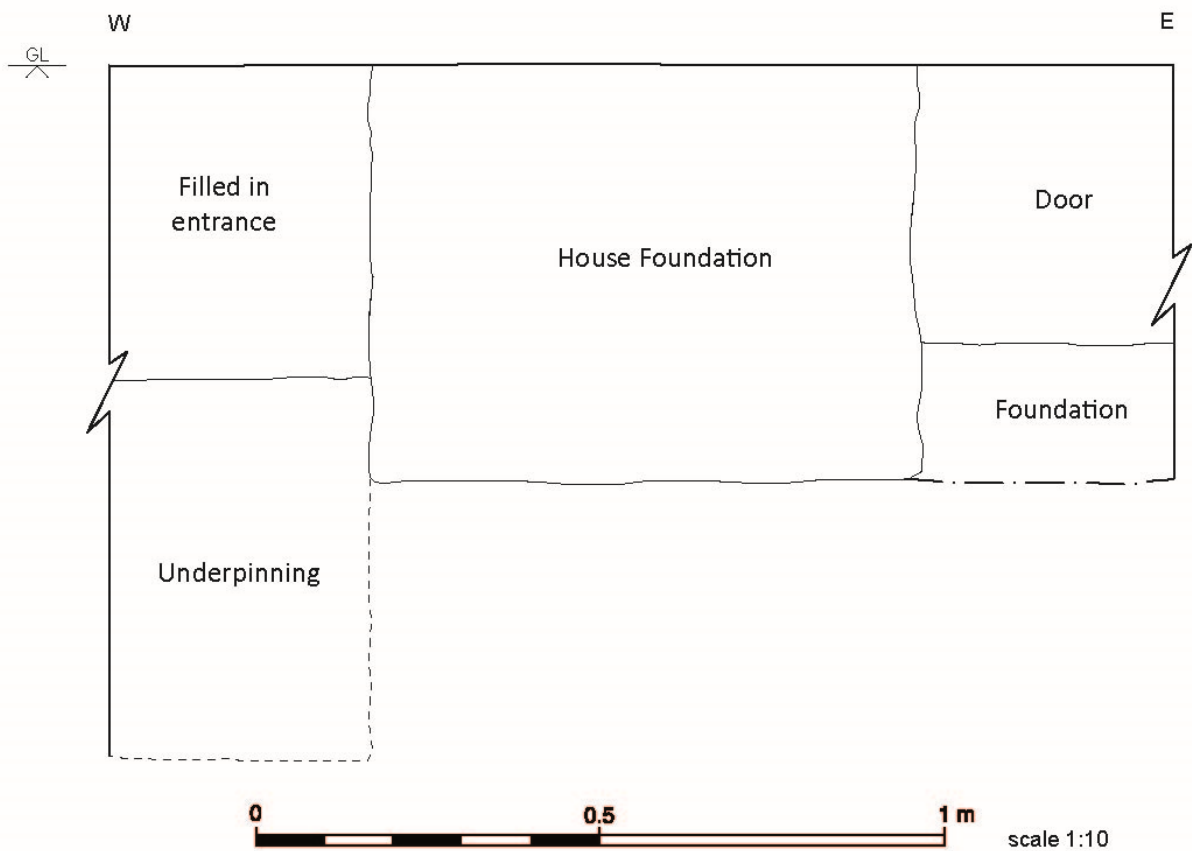 W
E
GL
Filled in
entrance
Door
House Foundation
Foundation
Underpinning
0
0.5
1 m
scale 1:10